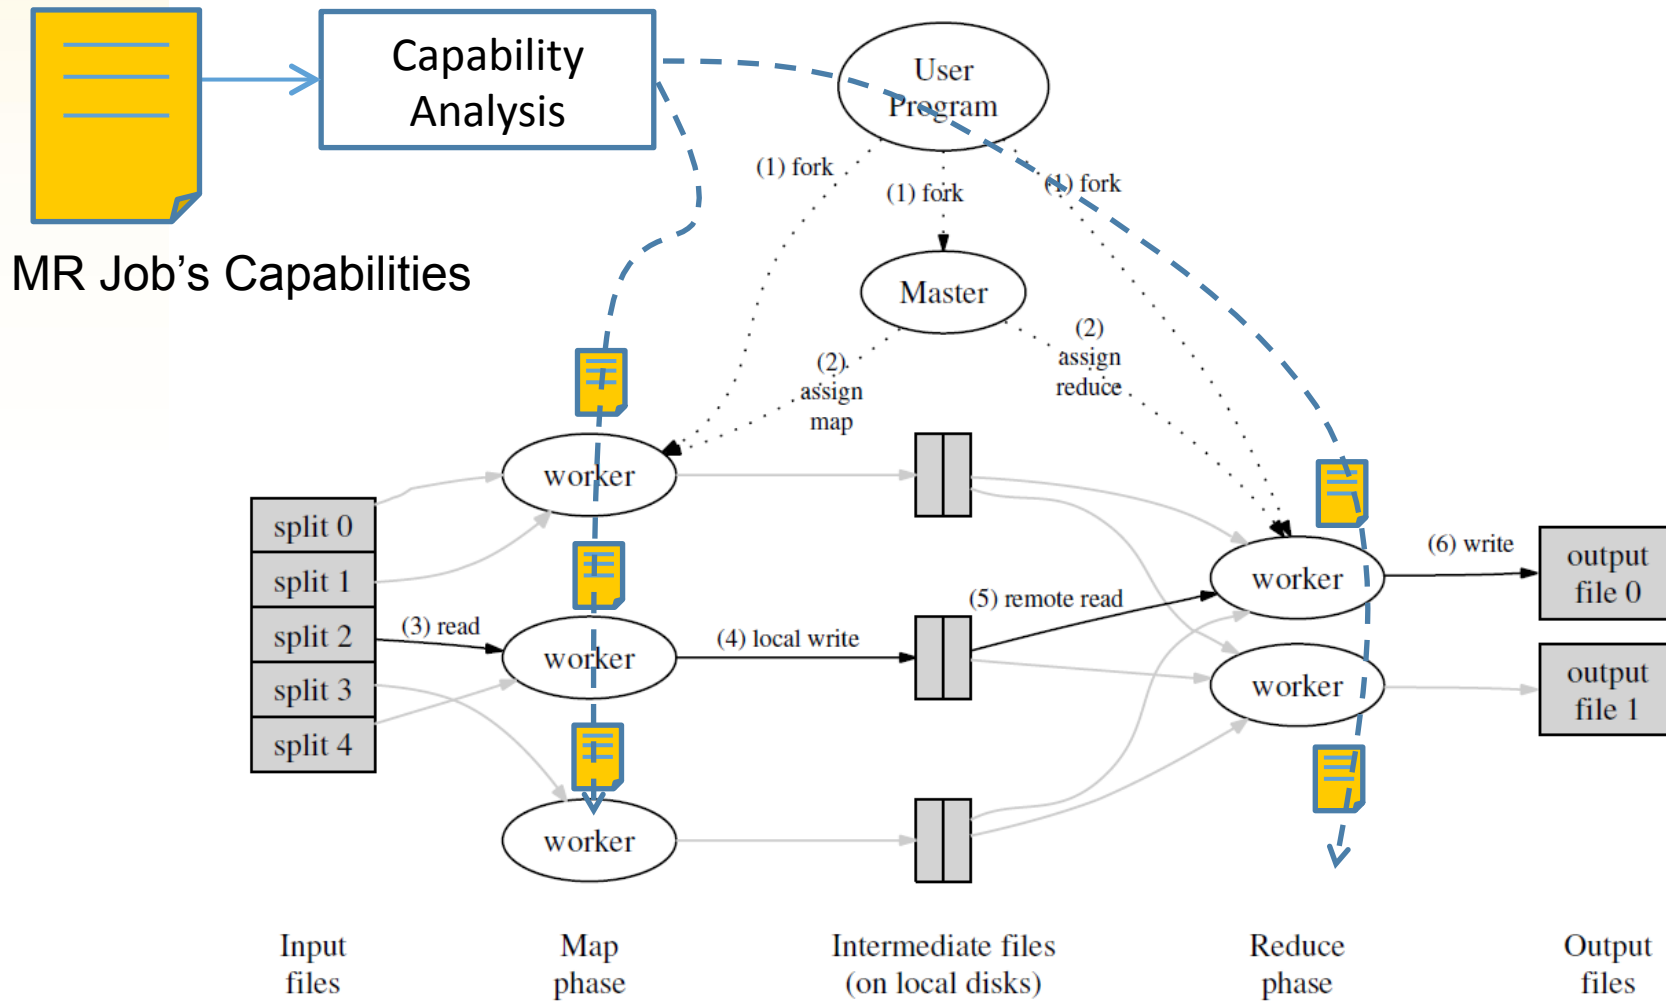 Capability
Analysis
MR Job's Capabilities
User
Program
(1) fork
(1) fork
(1) fork
Master
(2)
assign
map
(2)
assign
reduce
split 0
split 1
split 2
split 3
split 4
(3) read
worker
worker
worker
(4) local write
(5) remote read
worker
worker
(6) write
output
file 0
output
file 1
Input
files
Map
phase
Intermediate files
(on local disks)
Reduce
phase
Output
files